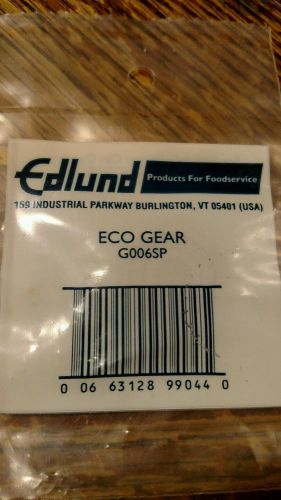 Edlund Products For Foodservice
159 INDUSTRIAL PARKWAY BURLINGTON, VT 05401 (USA)
ECO GEAR
G006SP
0 06 63128 99044 0